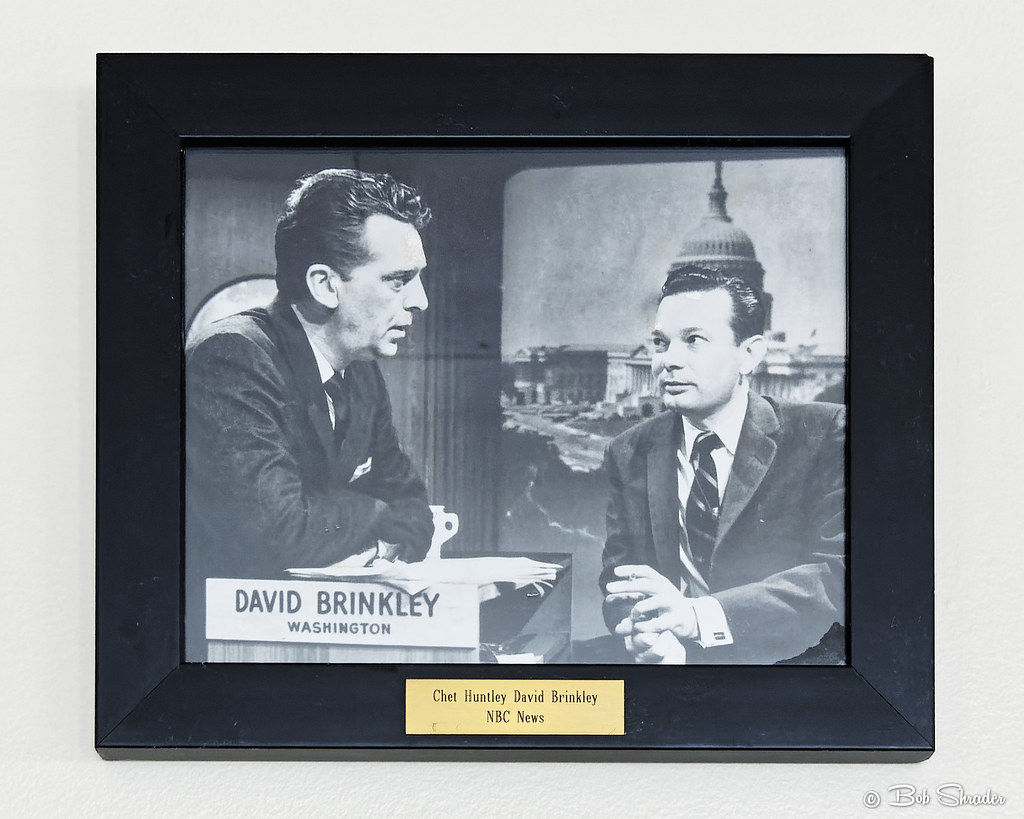 DAVID BRINKLEY
WASHINGTON
Chet Huntley David Brinkley
NBC News
© Bob Shrader